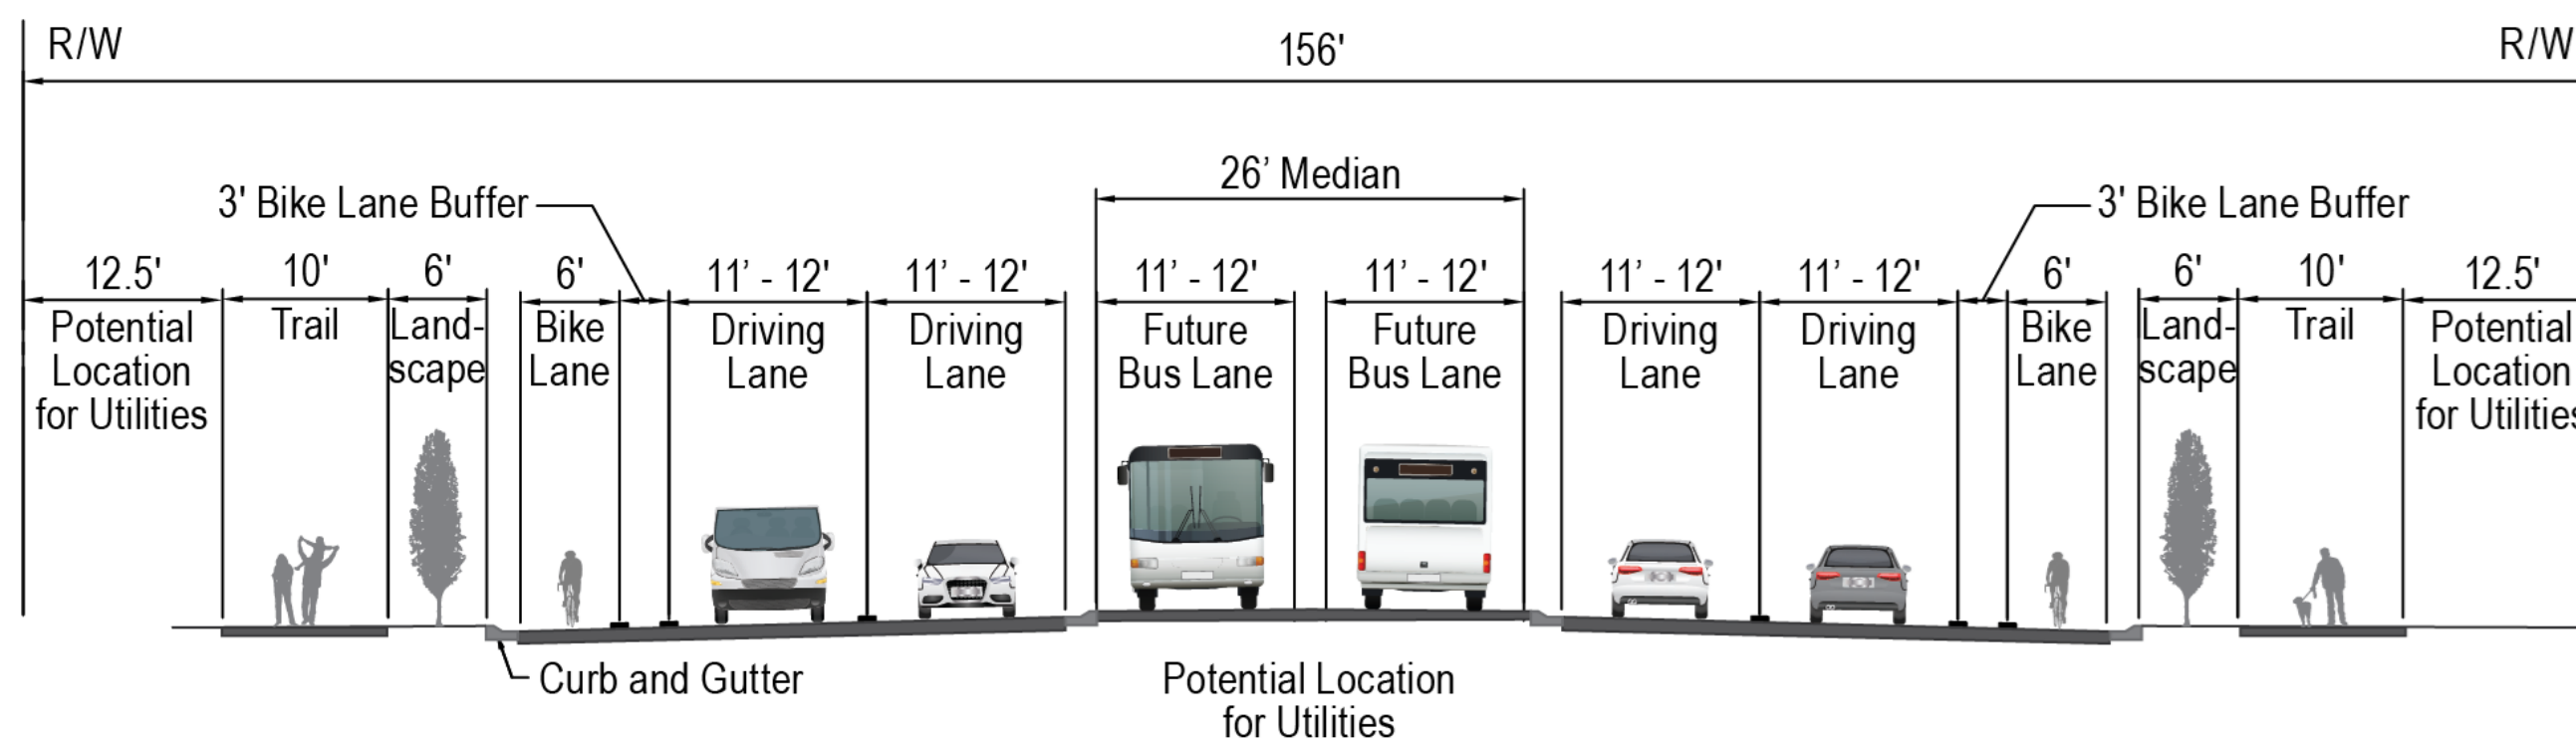 R/W
156'
R/W
26’ Median
3' Bike Lane Buffer
3' Bike Lane Buffer
12.5'
10'
6'
6'
11’ - 12'
11’ - 12'
11’ - 12'
11’ - 12'
11’ - 12'
11’ - 12'
6'
6'
10'
12.5'
Potential
Location
for Utilities
Trail
Land-
scape
Bike
Lane
Driving
Lane
Driving
Lane
Future
Bus Lane
Future
Bus Lane
Driving
Lane
Driving
Lane
Bike
Lane
Land-
scape
Trail
Potential
Location
for Utilities
Curb and Gutter
Potential Location
for Utilities